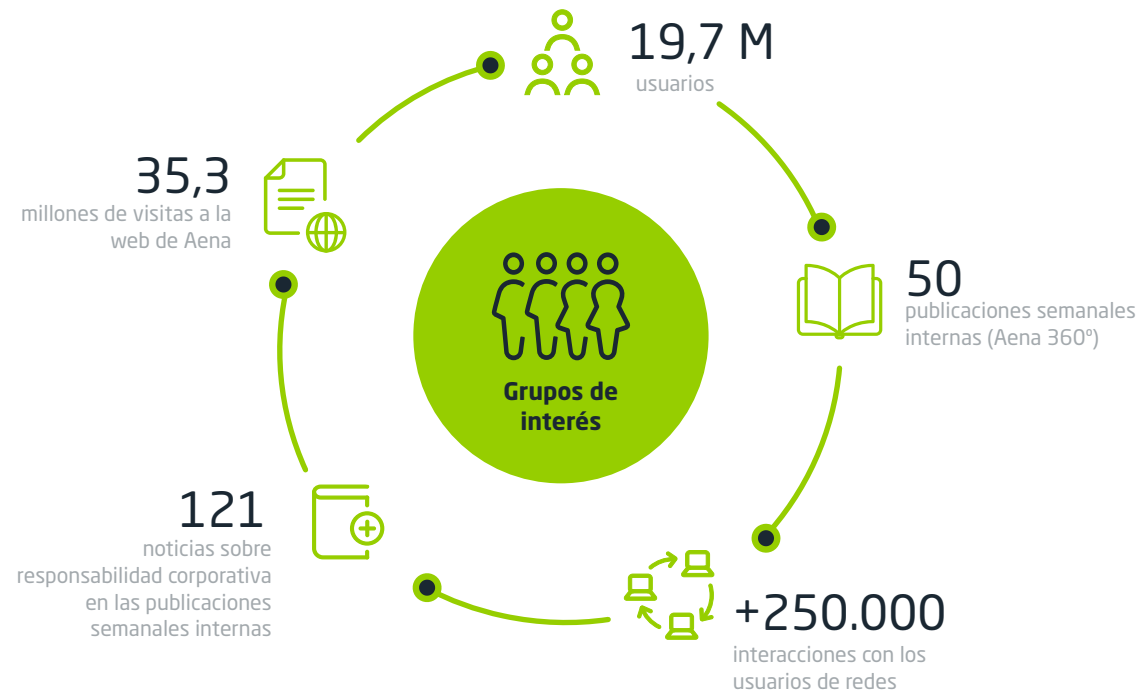 19,7 M
usuarios
35,3
millones de visitas a la
web de Aena
50
publicaciones semanales
internas (Aena 360º)
Grupos de
interés
121
noticias sobre
responsabilidad corporativa
en las publicaciones
semanales internas
+250.000
interacciones con los
usuarios de redes